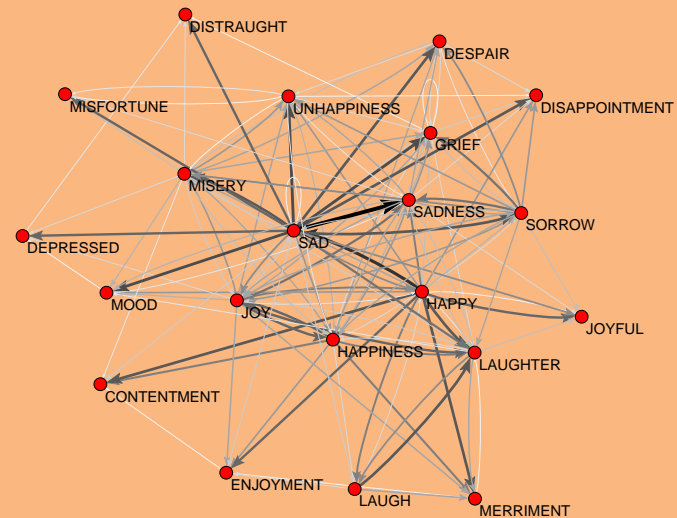 DISTRAUGHT
DESPAIR
MISFORTUNE
UNHAPPINESS
DISAPPOINTMENT
GRIEF
MISERY
SADNESS
SORROW
SAD
DEPRESSED
MOOD
JOY
HAPPY
JOYFUL
HAPPINESS
LAUGHTER
CONTENTMENT
ENJOYMENT
LAUGH
MERRIMENT